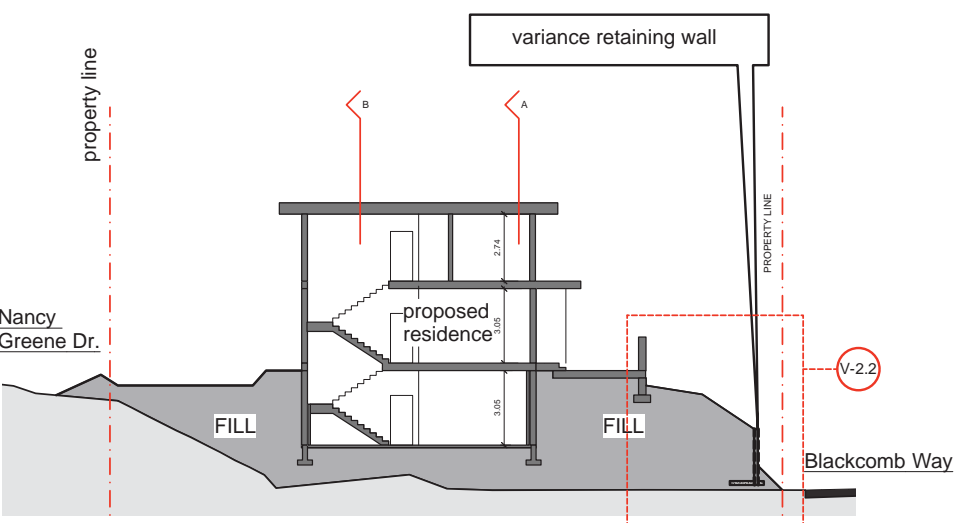 variance retaining wall
property line
B
A
PROPERTY LINE
2.74
Nancy
Greene Dr.
proposed
residence
3.05
V-2.2
3.05
FILL
FILL
Blackcomb Way